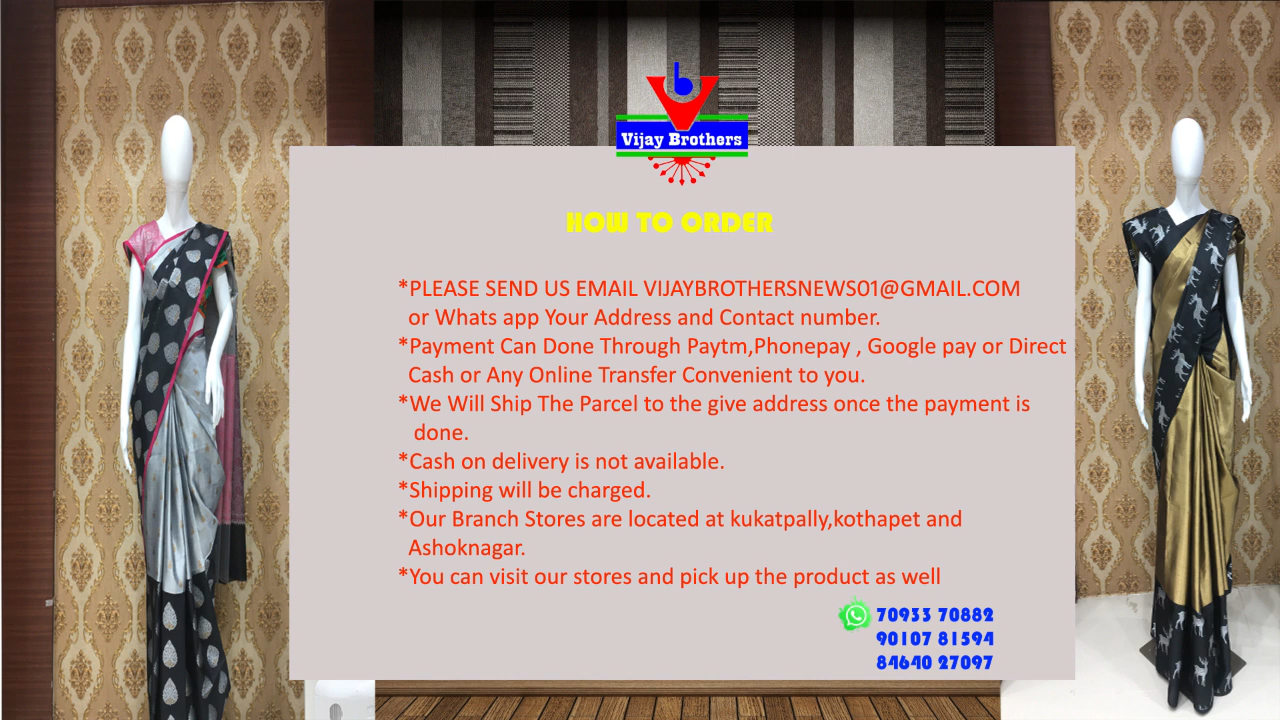 Vijay Brothers
HOW TO ORDER
*PLEASE SEND US EMAIL VIJAYBROTHERSNEWS01@GMAIL.COM
or Whats app Your Address and Contact number.
*Payment Can Done Through Paytm,Phonepay , Google pay or Direct
Cash or Any Online Transfer Convenient to you.
*We Will Ship The Parcel to the give address once the payment is
done.
*Cash on delivery is not available.
*Shipping will be charged.
*Our Branch Stores are located at kukatpally,kothapet and
Ashoknagar.
*You can visit our stores and pick up the product as well
70933 70882
90107 81594
84640 27097